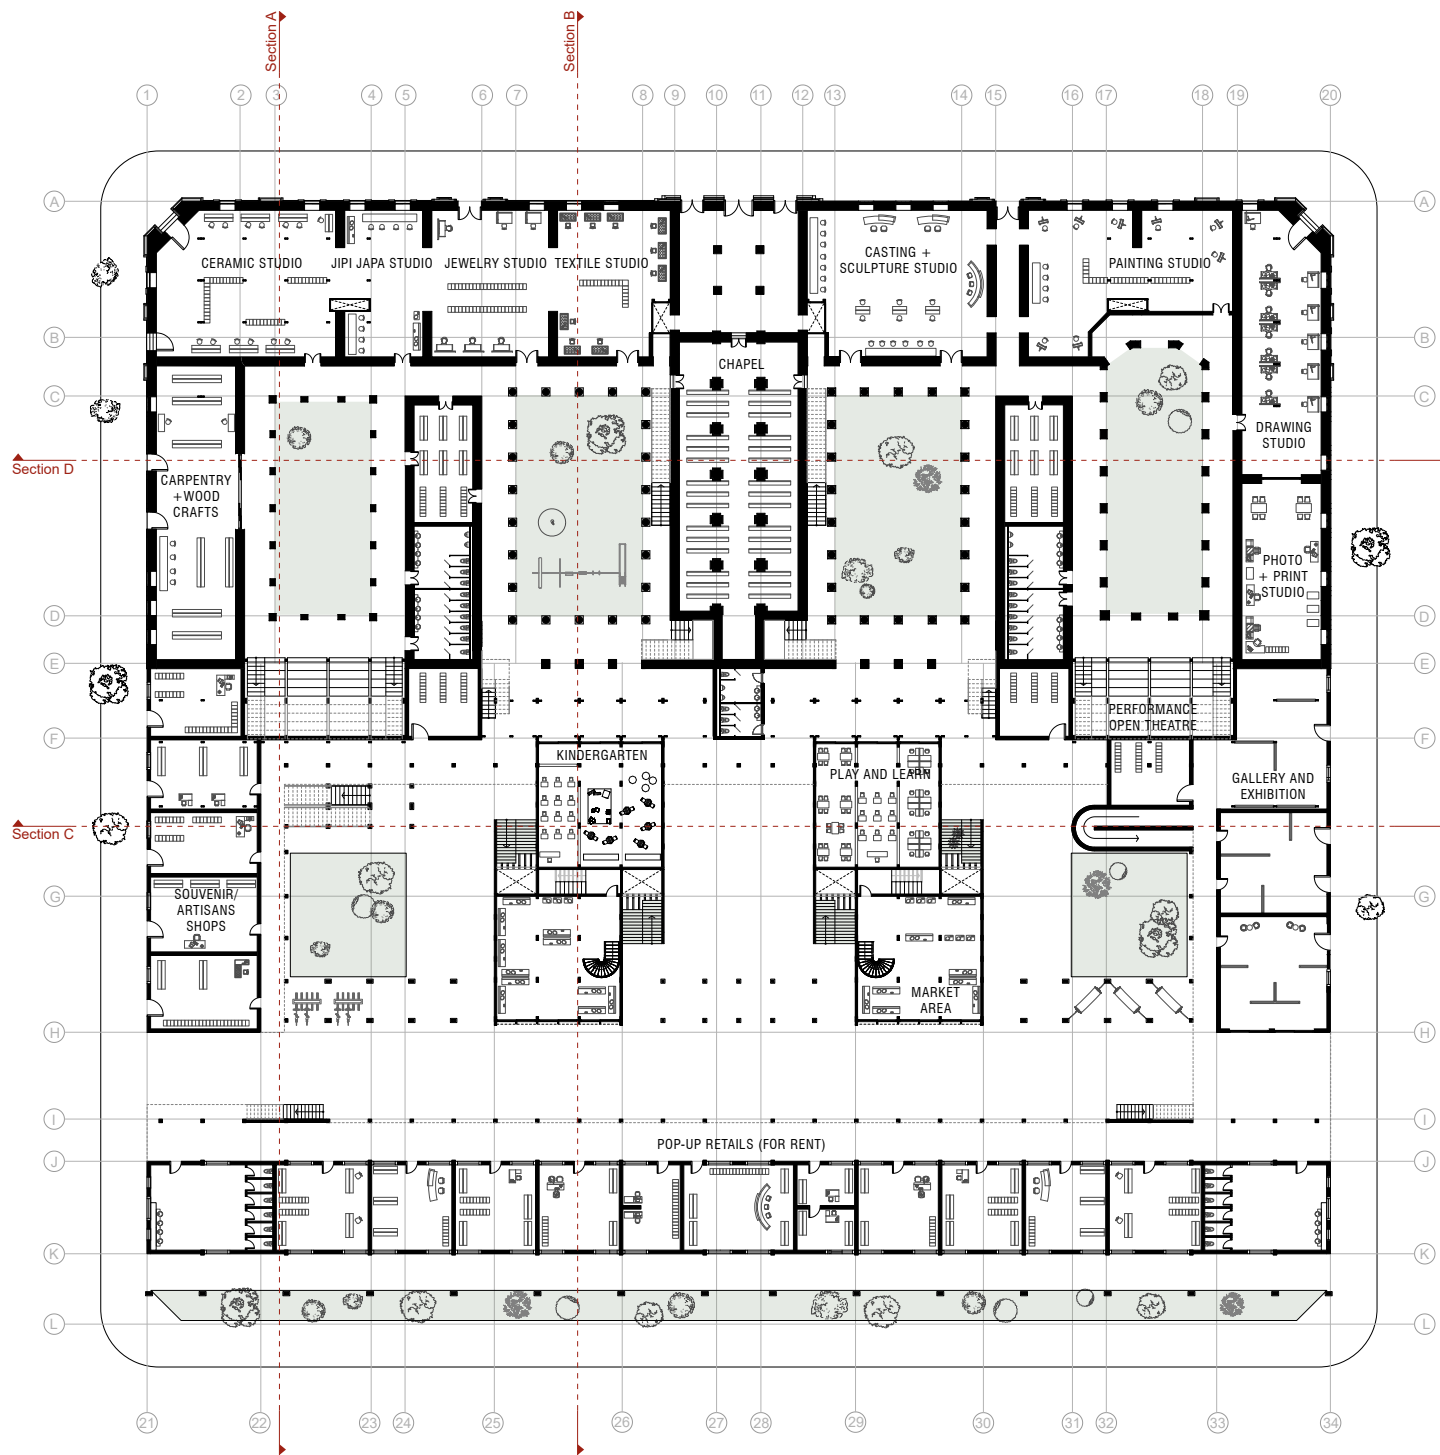 Section A
Section B
1 2 3 4 5 6 7 8 9 10 11 12 13 14 15 16 17 18 19 20
A A
CERAMIC STUDIO
JIPI JAPA STUDIO
JEWELRY STUDIO
TEXTILE STUDIO
CASTING +
SCULPTURE STUDIO
PAINTING STUDIO
B B
CHAPEL
C C
DRAWING
STUDIO
Section D
CARPENTRY
+WOOD
CRAFTS
PHOTO
+ PRINT
STUDIO
D D
E E
PERFORMANCE
OPEN THEATRE
F F
KINDERGARTEN
PLAY AND LEARN
GALLERY AND
EXHIBITION
Section C
SOUVENIR/
ARTISANS
SHOPS
G G
MARKET
AREA
H H
I I
POP-UP RETAILS (FOR RENT)
J J
K K
L L
21 22 23 24 25 26 27 28 29 30 31 32 33 34